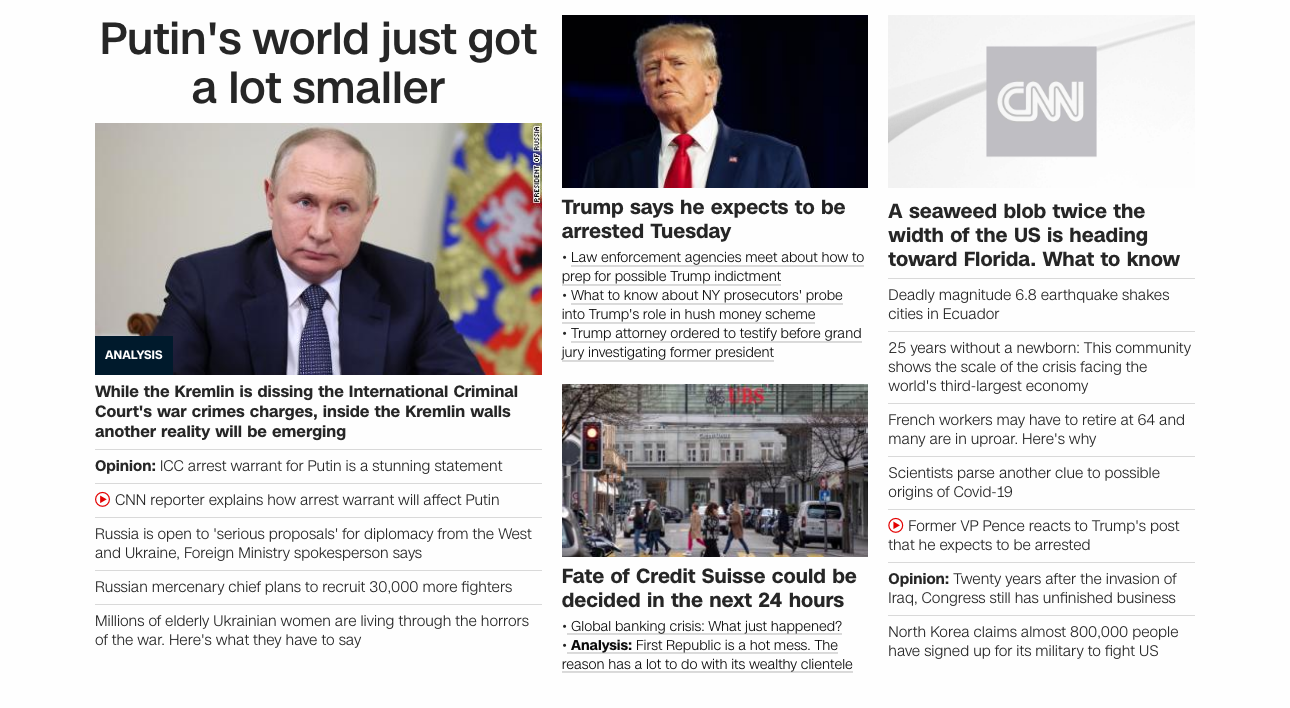 Putin's world just got
a lot smaller
PRESIDENT OF RUSSIA
ANALYSIS
While the Kremlin is dissing the International Criminal
Court's war crimes charges, inside the Kremlin walls
another reality will be emerging
Opinion: ICC arrest warrant for Putin is a stunning statement
CNN reporter explains how arrest warrant will affect Putin
Russia is open to 'serious proposals' for diplomacy from the West
and Ukraine, Foreign Ministry spokesperson says
Russian mercenary chief plans to recruit 30,000 more fighters
Millions of elderly Ukrainian women are living through the horrors
of the war. Here's what they have to say
Trump says he expects to be
arrested Tuesday
• Law enforcement agencies meet about how to
prep for possible Trump indictment
• What to know about NY prosecutors' probe
into Trump's role in hush money scheme
• Trump attorney ordered to testify before grand
jury investigating former president
UBS
Fate of Credit Suisse could be
decided in the next 24 hours
• Global banking crisis: What just happened?
• Analysis: First Republic is a hot mess. The
reason has a lot to do with its wealthy clientele
CNN
A seaweed blob twice the
width of the US is heading
toward Florida. What to know
Deadly magnitude 6.8 earthquake shakes
cities in Ecuador
25 years without a newborn: This community
shows the scale of the crisis facing the
world's third-largest economy
French workers may have to retire at 64 and
many are in uproar. Here's why
Scientists parse another clue to possible
origins of Covid-19
Former VP Pence reacts to Trump's post
that he expects to be arrested
Opinion: Twenty years after the invasion of
Iraq, Congress still has unfinished business
North Korea claims almost 800,000 people
have signed up for its military to fight US